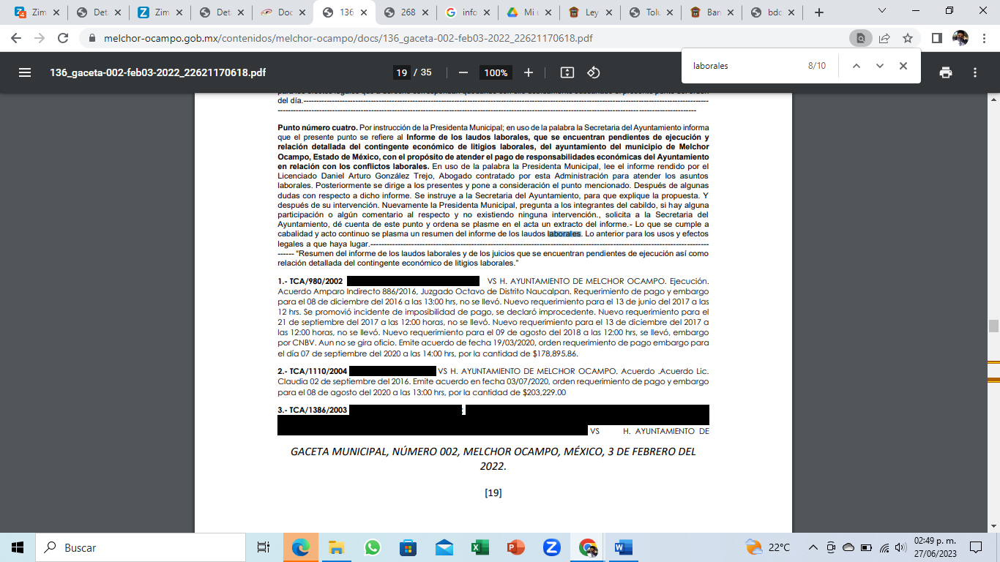 Zim
Deta
Zim
Deta
Doc
136
268
info
Mi u
Ley
Tolu
Ban
bdc
melchor-ocampo.gob.mx/contenidos/melchor-ocampo/docs/136_gaceta-002-feb03-2022_22621170618.pdf
laborales 8/10
136_gaceta-002-feb03-2022_22621170618.pdf 19 / 35 100%
del día.
Punto número cuatro. Por instrucción de la Presidenta Municipal; en uso de la palabra la Secretaria del Ayuntamiento informa
que el presente punto se refiere al Informe de los laudos laborales, que se encuentran pendientes de ejecución y
relación detallada del contingente económico de litigios laborales, del ayuntamiento del municipio de Melchor
Ocampo, Estado de México, con el propósito de atender el pago de responsabilidades económicas del Ayuntamiento
en relación con los conflictos laborales. En uso de la palabra la Presidenta Municipal, lee el informe rendido por el
Licenciado Daniel Arturo González Trejo, Abogado contratado por esta Administración para atender los asuntos
laborales. Posteriormente se dirige a los presentes y pone a consideración el punto mencionado. Después de algunas
dudas con respecto a dicho informe. Se instruye a la Secretaria del Ayuntamiento, para que explique la propuesta. Y
después de su intervención. Nuevamente la Presidenta Municipal, pregunta a los integrantes del cabildo, si hay alguna
participación o algún comentario al respecto y no existiendo ninguna intervención., solicita a la Secretaria del
Ayuntamiento, dé cuenta de este punto y ordena se plasme en el acta un extracto del informe.- Lo que se cumple a
cabalidad y acto continuo se plasma un resumen del informe de los laudos laborales. Lo anterior para los usos y efectos
legales a que haya lugar.
------ "Resumen del informe de los laudos laborales y de los juicios que se encuentran pendientes de ejecución así como
relación detallada del contingente económico de litigios laborales."
1.- TCA/980/2002 VS H. AYUNTAMIENTO DE MELCHOR OCAMPO. Ejecución.
Acuerdo Amparo Indirecto 886/2016, Juzgado Octavo de Distrito Naucalpan. Requerimiento de pago y embargo
para el 08 de diciembre del 2016 a las 13:00 hrs, no se llevó. Nuevo requerimiento para el 13 de junio del 2017 a las
12 hrs. Se promovió incidente de imposibilidad de pago, se declaró improcedente. Nuevo requerimiento para el
21 de septiembre del 2017 a las 12:00 horas, no se llevó. Nuevo requerimiento para el 13 de diciembre del 2017 a
las 12:00 horas, no se llevó. Nuevo requerimiento para el 09 de agosto del 2018 a las 12:00 hrs, se llevó, embargo
por CNBV. Aun no se gira oficio. Emite acuerdo de fecha 19/03/2020, orden requerimiento de pago embargo para
el día 07 de septiembre del 2020 a las 14:00 hrs, por la cantidad de $178,895.86.
2.- TCA/1110/2004 VS H. AYUNTAMIENTO DE MELCHOR OCAMPO. Acuerdo .Acuerdo Lic.
Claudia 02 de septiembre del 2016. Emite acuerdo en fecha 03/07/2020, orden requerimiento de pago y embargo
para el 08 de agosto del 2020 a las 13:00 hrs, por la cantidad de $203,229.00
3.- TCA/1386/2003
VS H. AYUNTAMIENTO DE
GACETA MUNICIPAL, NÚMERO 002, MELCHOR OCAMPO, MÉXICO, 3 DE FEBRERO DEL
2022.
[19]
Buscar
22°C
02:49 p. m.
27/06/2023